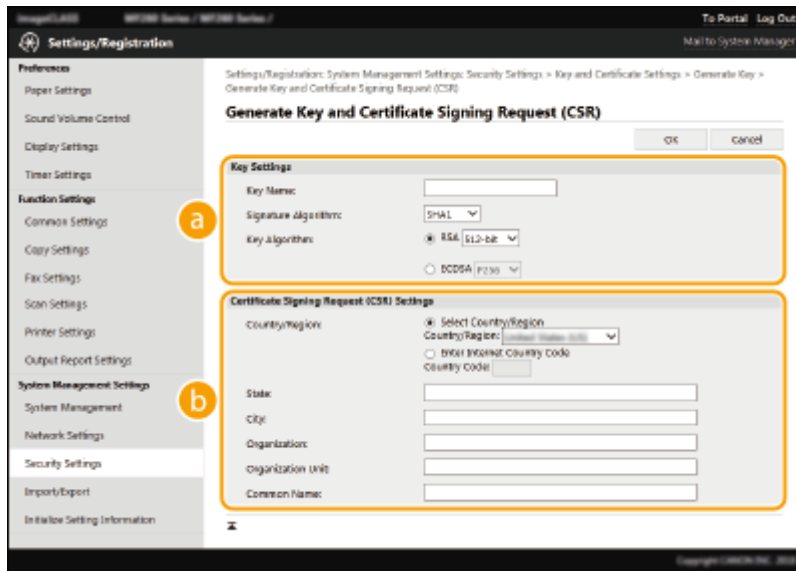 To Portal Log Out
Settings/Registration
Mail to System Manager
Preferences
Paper Settings
Sound Volume Control
Display Settings
Timer Settings
Function Settings
Common Settings
Copy Settings
Fax Settings
Scan Settings
Printer Settings
Output Report Settings
System Management Settings
System Management
Network Settings
Security Settings
Import/Export
Initialize Setting Information
Settings/Registration: System Management Settings: Security Settings > Key and Certificate Settings > Generate Key >
Generate Key and Certificate Signing Request (CSR)
Generate Key and Certificate Signing Request (CSR)
OK Cancel
a
Key Settings
Key Name:
Signature Algorithm: SHA1
Key Algorithm: RSA 512-bit
ECDSA P256
b
Certificate Signing Request (CSR) Settings
Country/Region: Select Country/Region
Country/Region:
Enter Internet Country Code
Country Code:
State:
City:
Organization:
Organization Unit:
Common Name:
Copyright CANON INC.